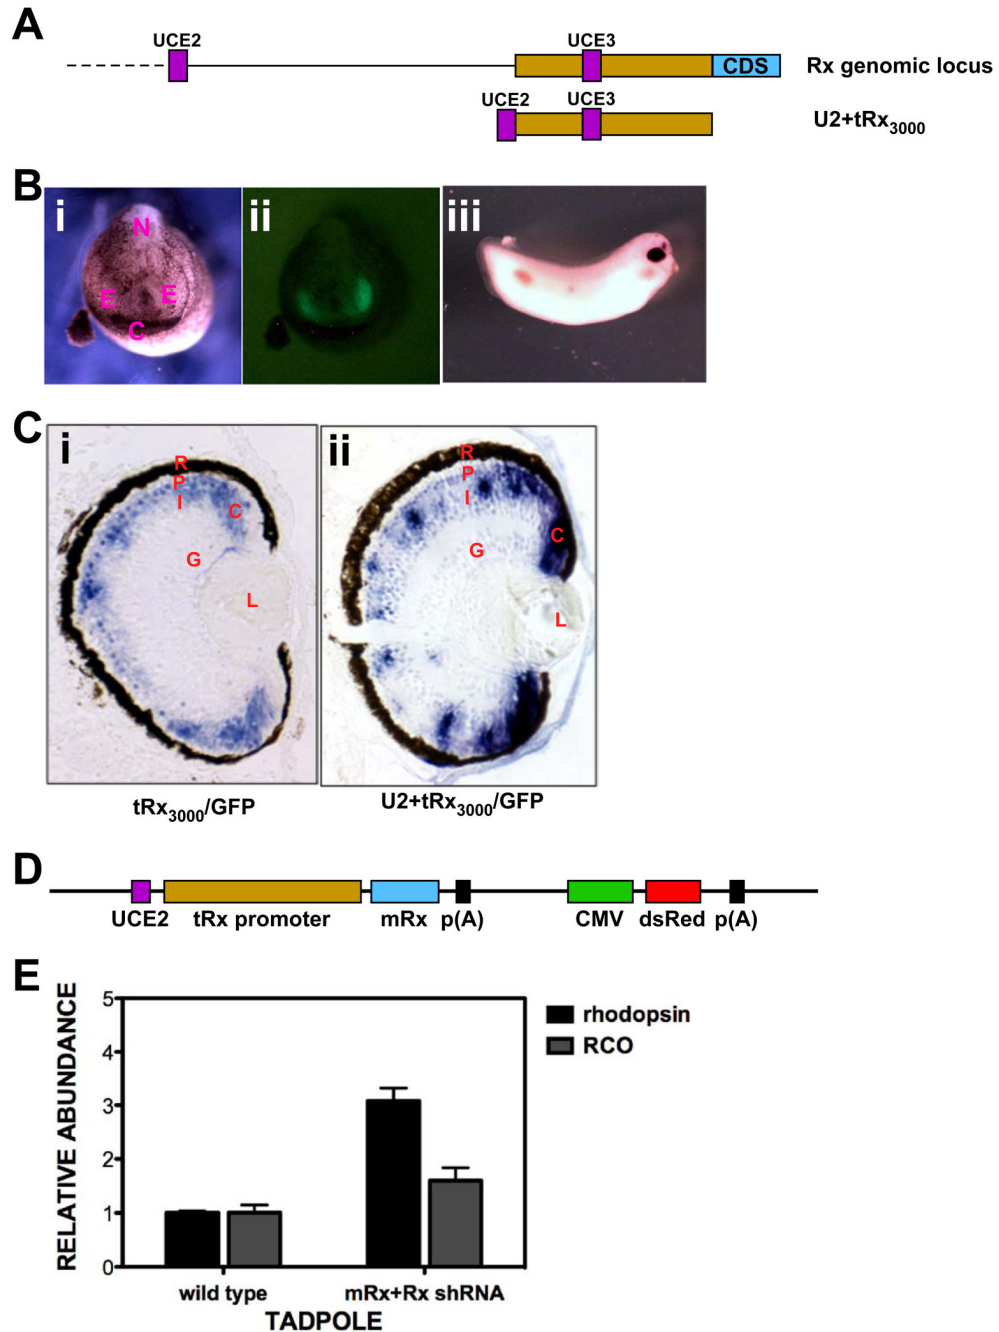 A
UCE2 UCE3
CDS Rx genomic locus
UCE2 UCE3
U2+tRx3000
B
i ii iii
N
E E
C
C
i ii
R
P
I
C
G
L
R
P
I
C
G
L
tRx3000/GFP U2+tRx3000/GFP
D
UCE2 tRx promoter mRx p(A) CMV dsRed p(A)
E
RELATIVE ABUNDANCE
5
4
3
2
1
0
rhodopsin
RCO
wild type mRx+Rx shRNA
TADPOLE